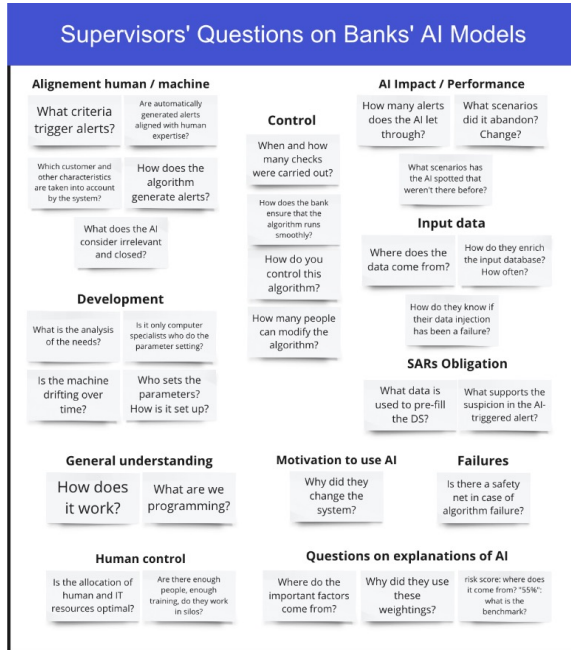 Supervisors' Questions on Banks' AI Models
Alignement human / machine
What criteria
trigger alerts?
Are automatically
generated alerts
aligned with human
expertise?
Which customer and
other characteristics
are taken into account
by the system?
How does the
algorithm
generate alerts?
What does the AI
consider irrelevant
and closed?
Development
What is the analysis
of the needs?
Is it only computer
specialists who do the
parameter setting?
Is the machine
drifting over
time?
Who sets the
parameters?
How is it set up?
Control
When and how
many checks
were carried out?
How does the bank
ensure that the
algorithm runs
smoothly?
How do you
control this
algorithm?
How many people
can modify the
algorithm?
AI Impact / Performance
How many alerts
does the AI let
through?
What scenarios
did it abandon?
Change?
What scenarios has
the AI spotted that
weren't there before?
Input data
Where does the
data come from?
How do they enrich
the input database?
How often?
How do they know if
their data injection
has been a failure?
SARs Obligation
What data is
used to pre-fill
the DS?
What supports the
suspicion in the AI-
triggered alert?
General understanding
How does
it work?
What are we
programming?
Motivation to use AI
Why did they
change the
system?
Failures
Is there a safety
net in case of
algorithm failure?
Human control
Is the allocation of
human and IT
resources optimal?
Are there enough
people, enough
training, do they work
in silos?
Questions on explanations of AI
Where do the
important factors
come from?
Why did they use
these
weightings?
risk score: where does
it come from? "55%":
what is the
benchmark?